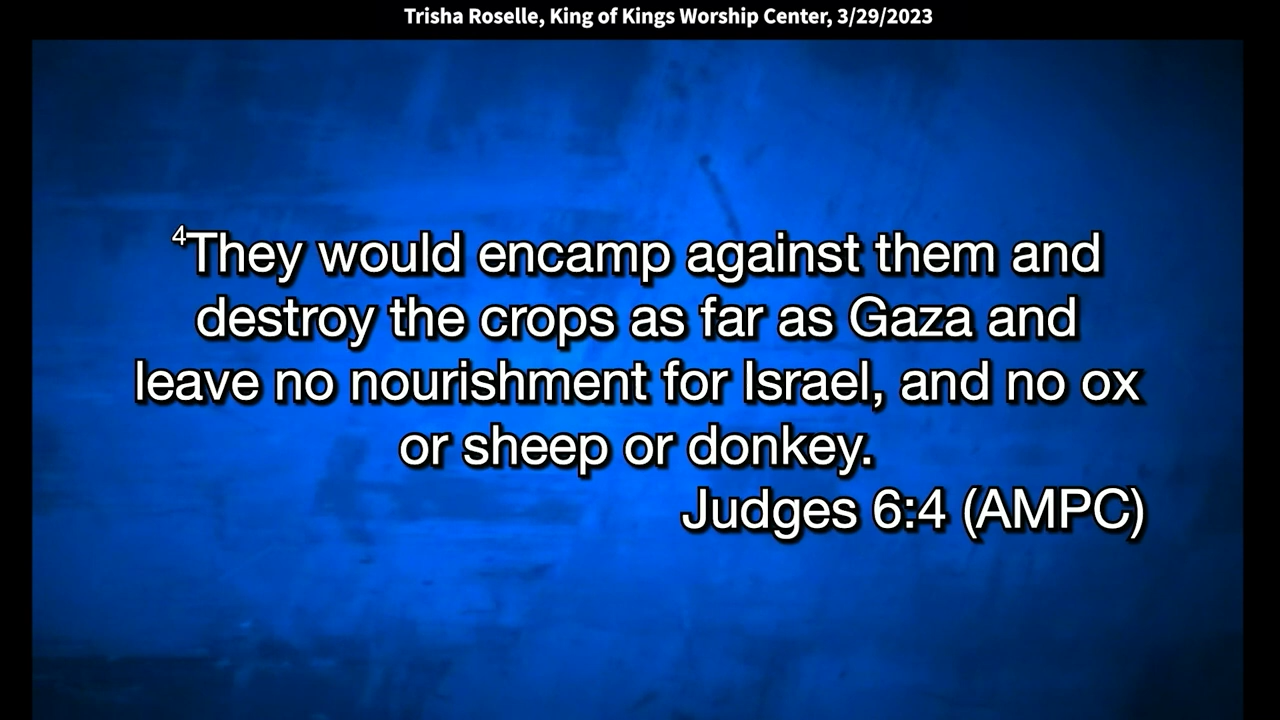 Trisha Roselle, King of Kings Worship Center, 3/29/2023
⁴They would encamp against them and
destroy the crops as far as Gaza and
leave no nourishment for Israel, and no ox
or sheep or donkey.
Judges 6:4 (AMPC)